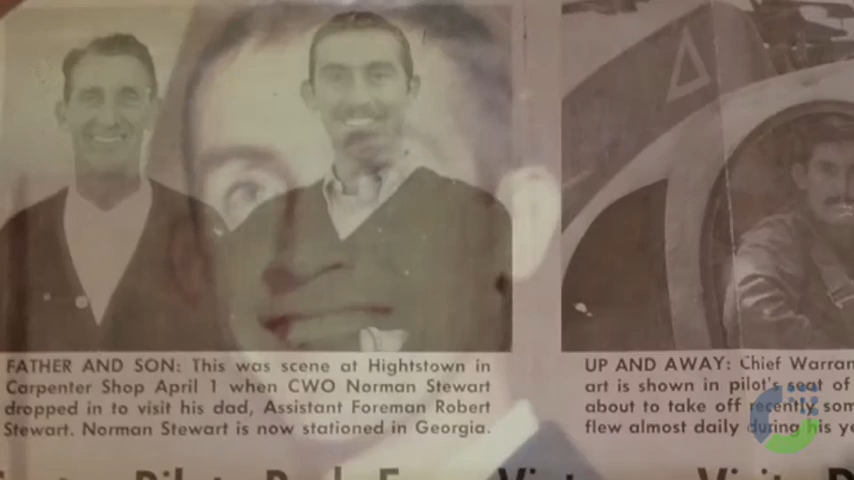 FATHER AND SON: This was scene at Hightstown in
Carpenter Shop April 1 when CWO Norman Stewart
dropped in to visit his dad, Assistant Foreman Robert
Stewart. Norman Stewart is now stationed in Georgia.
UP AND AWAY: Chief Warran
art is shown in pilot's seat of
about to take off recently, som
flew almost daily during his ye